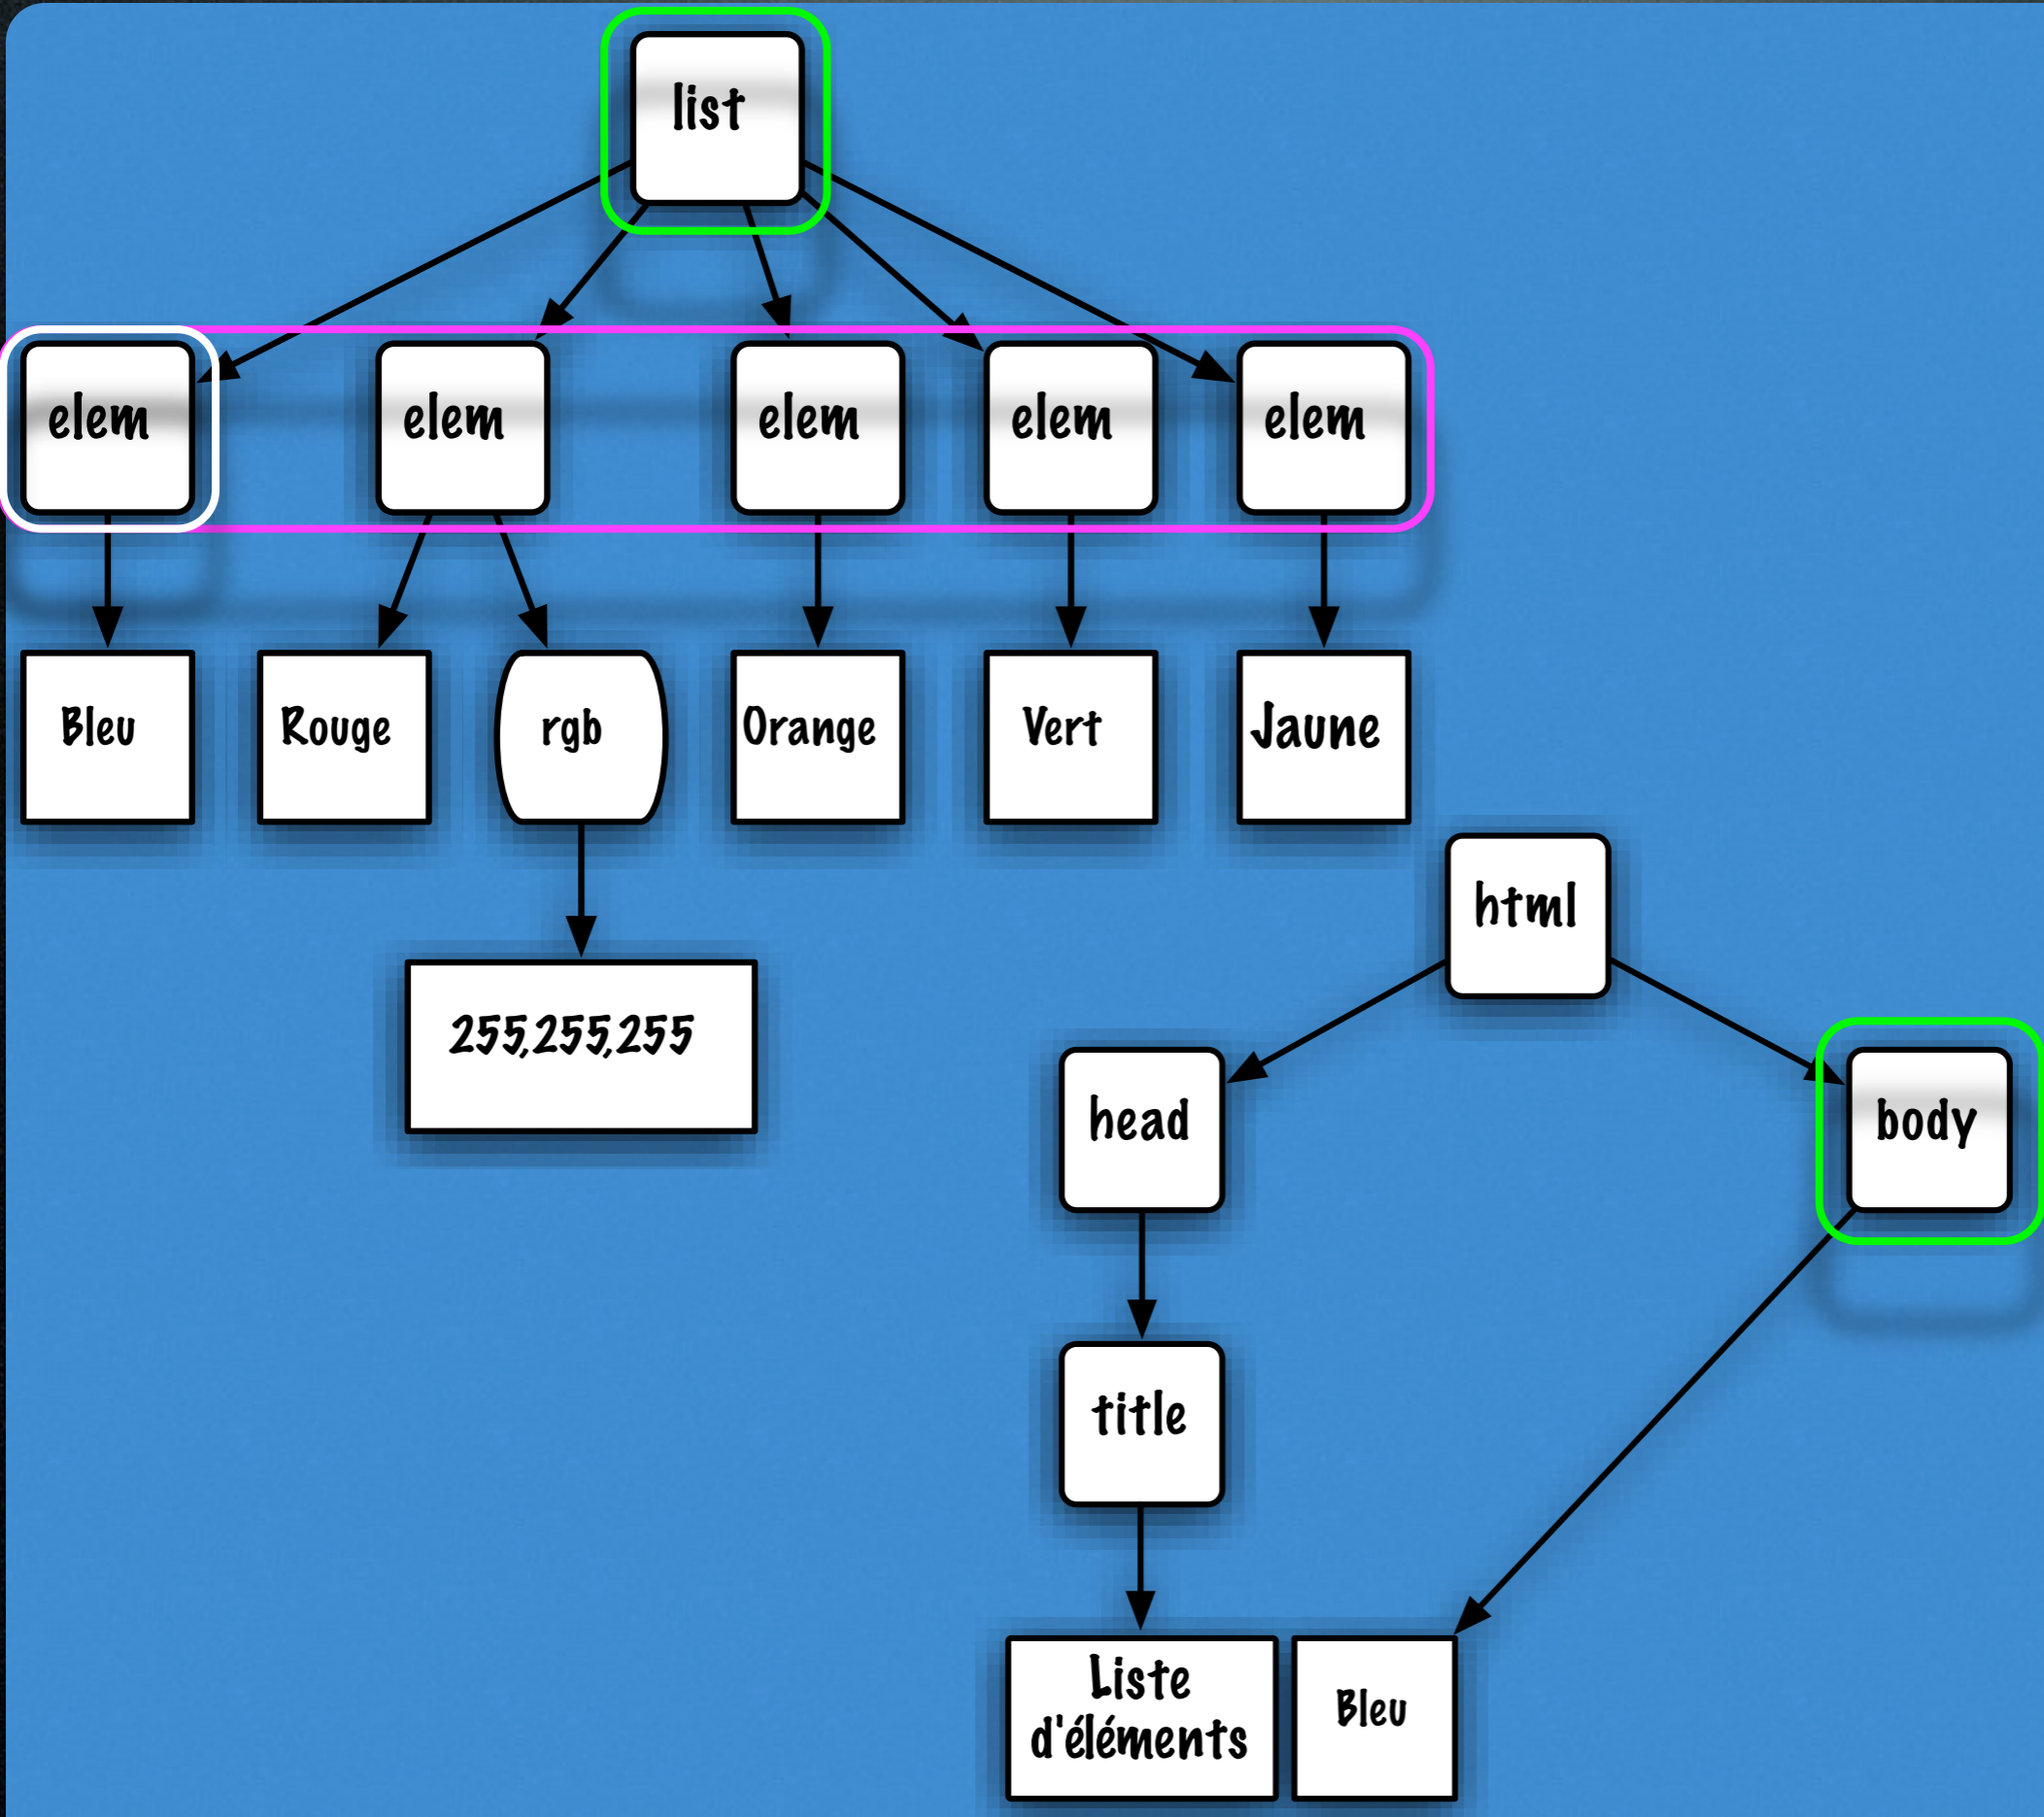 list
elem
elem
elem
elem
elem
Bleu
Rouge
rgb
Orange
Vert
Jaune
255,255,255
html
head
body
title
Liste
d'éléments
Bleu